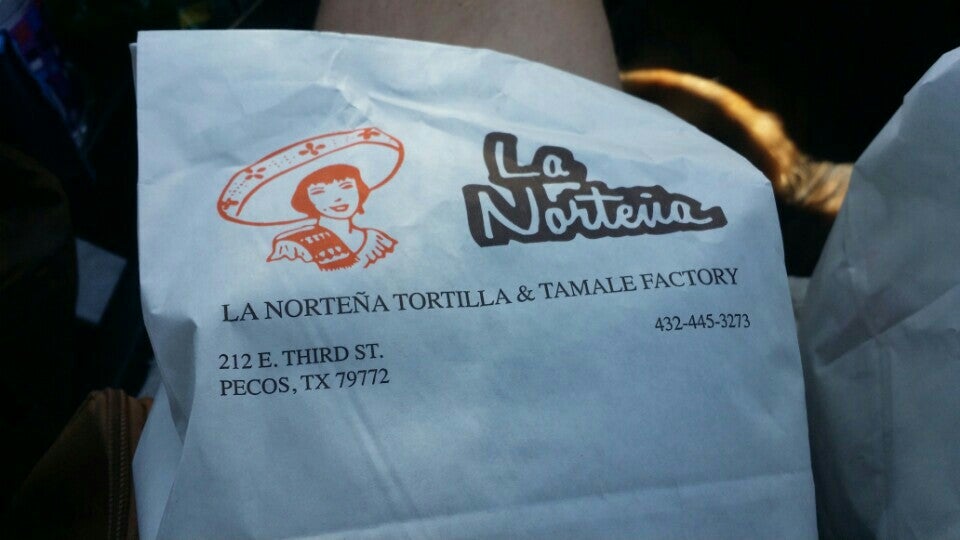 La
Norteña
LA NORTEÑA TORTILLA & TAMALE FACTORY
432-445-3273
212 E. THIRD ST.
PECOS, TX 79772